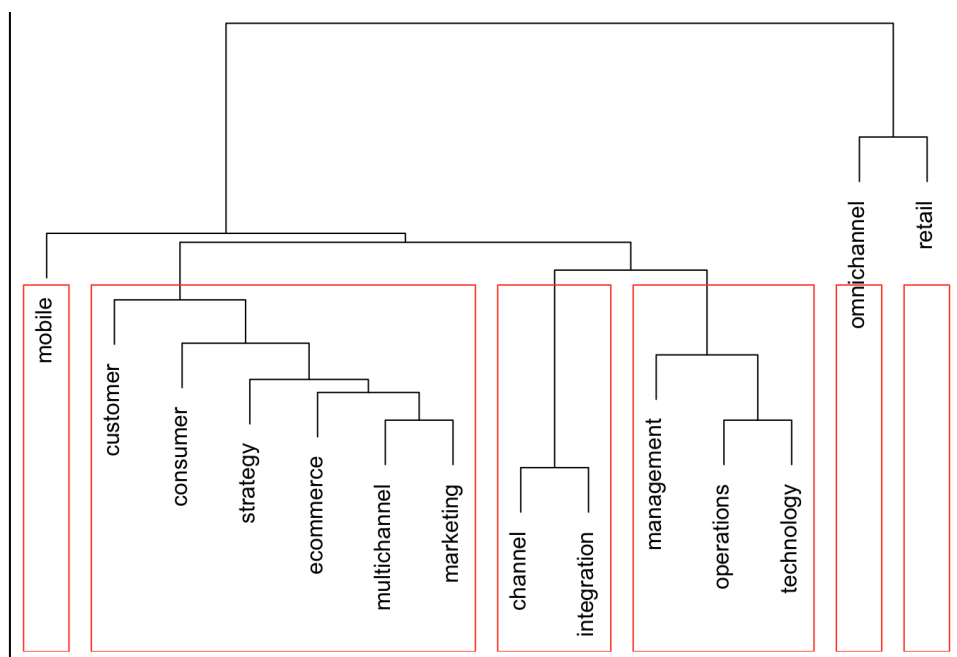 mobile
customer
consumer
strategy
ecommerce
multichannel
marketing
channel
integration
management
operations
technology
omnichannel
retail